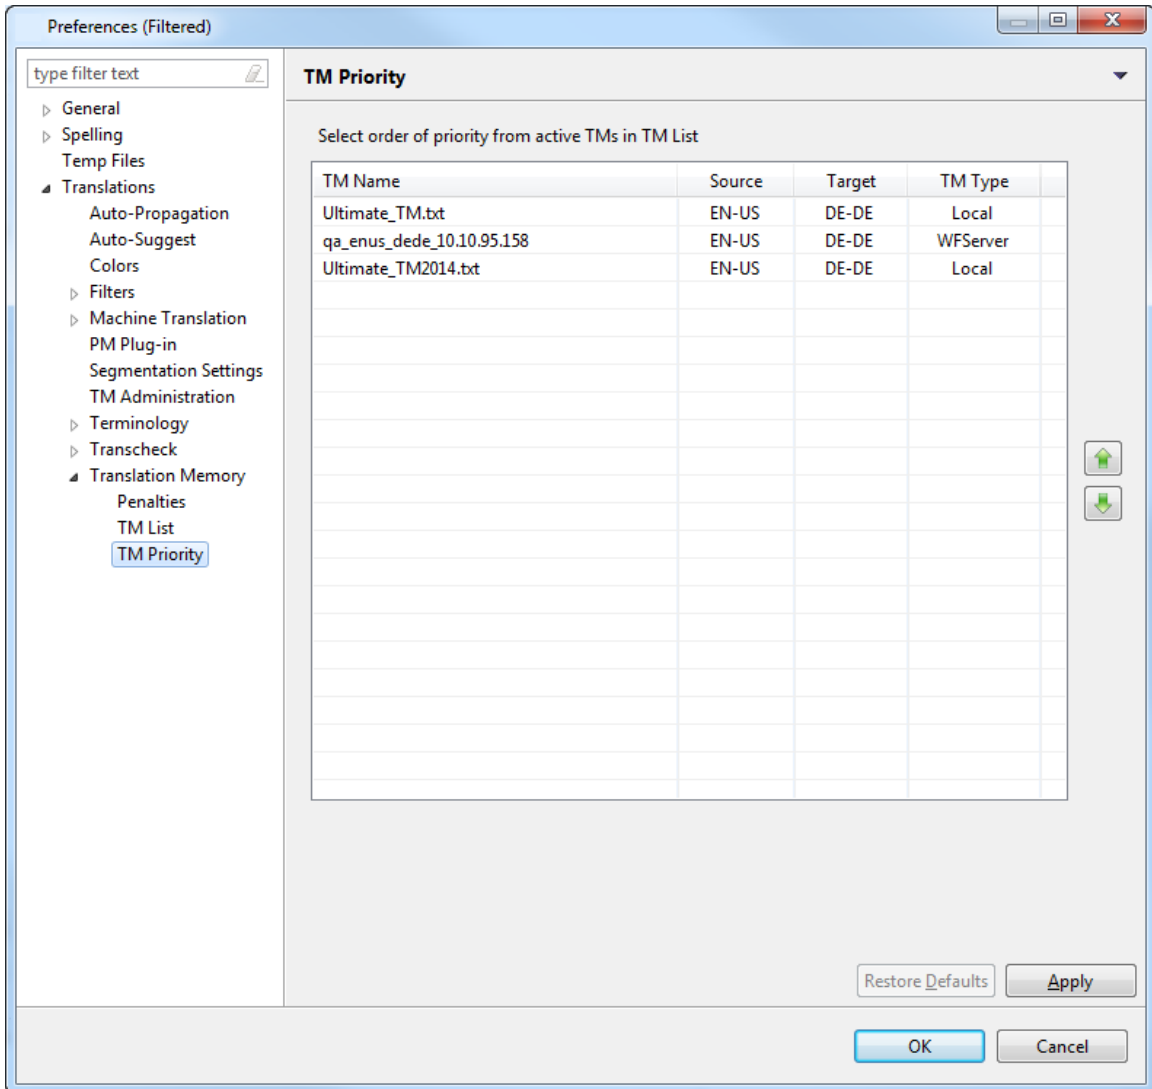 Preferences (Filtered)
type filter text
General
Spelling
Temp Files
Translations
Auto-Propagation
Auto-Suggest
Colors
Filters
Machine Translation
PM Plug-in
Segmentation Settings
TM Administration
Terminology
Transcheck
Translation Memory
Penalties
TM List
TM Priority
TM Priority
Select order of priority from active TMs in TM List
TM Name Source Target TM Type
Ultimate_TM.txt EN-US DE-DE Local
qa_enus_dede_10.10.95.158 EN-US DE-DE WFServer
Ultimate_TM2014.txt EN-US DE-DE Local
Restore Defaults Apply
OK Cancel